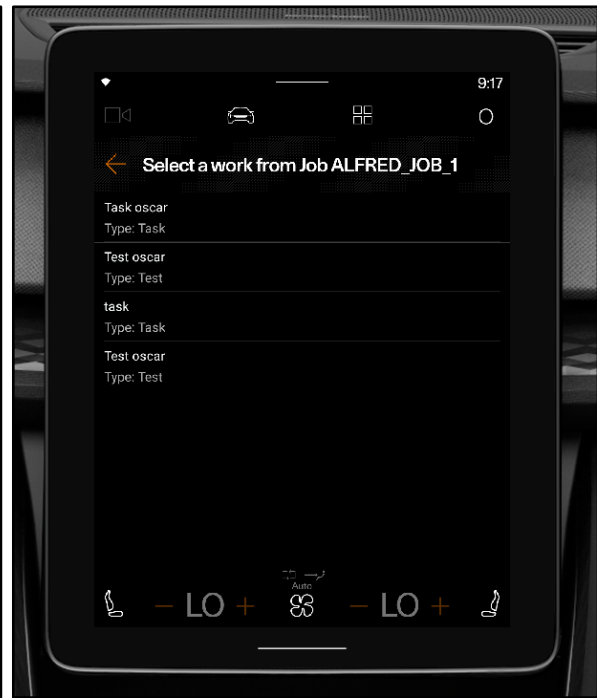 9:17
Select a work from Job ALFRED_JOB_1
Task oscar
Type: Task
Test oscar
Type: Test
task
Type: Task
Test oscar
Type: Test
Auto
− LO + − LO +